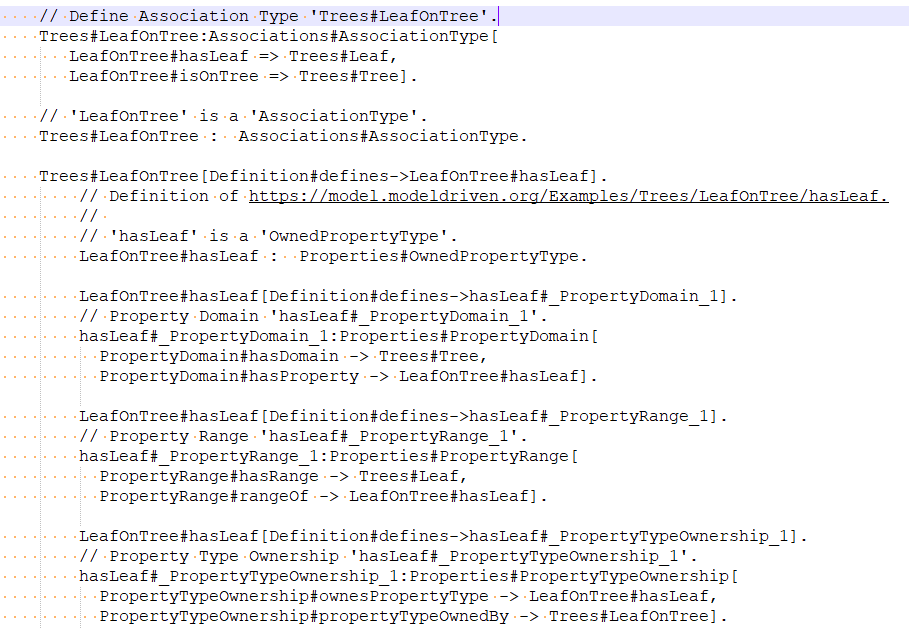 // Define Association Type 'Trees#LeafOnTree'.
Trees#LeafOnTree:Associations#AssociationType[
LeafOnTree#hasLeaf => Trees#Leaf,
LeafOnTree#isOnTree => Trees#Tree].
// 'LeafOnTree' is a 'AssociationType'.
Trees#LeafOnTree :  Associations#AssociationType.
Trees#LeafOnTree[Definition#defines->LeafOnTree#hasLeaf].
// Definition of https://model.modeldriven.org/Examples/Trees/LeafOnTree/hasLeaf.
//
// 'hasLeaf' is a 'OwnedPropertyType'.
LeafOnTree#hasLeaf :  Properties#OwnedPropertyType.
LeafOnTree#hasLeaf[Definition#defines->hasLeaf#_PropertyDomain_1].
// Property Domain 'hasLeaf#_PropertyDomain_1'.
hasLeaf#_PropertyDomain_1:Properties#PropertyDomain[
PropertyDomain#hasDomain -> Trees#Tree,
PropertyDomain#hasProperty -> LeafOnTree#hasLeaf].
LeafOnTree#hasLeaf[Definition#defines->hasLeaf#_PropertyRange_1].
// Property Range 'hasLeaf#_PropertyRange_1'.
hasLeaf#_PropertyRange_1:Properties#PropertyRange[
PropertyRange#hasRange -> Trees#Leaf,
PropertyRange#rangeOf -> LeafOnTree#hasLeaf].
LeafOnTree#hasLeaf[Definition#defines->hasLeaf#_PropertyTypeOwnership_1].
// Property Type Ownership 'hasLeaf#_PropertyTypeOwnership_1'.
hasLeaf#_PropertyTypeOwnership_1:Properties#PropertyTypeOwnership[
PropertyTypeOwnership#ownesPropertyType -> LeafOnTree#hasLeaf,
PropertyTypeOwnership#propertyTypeOwnedBy -> Trees#LeafOnTree].